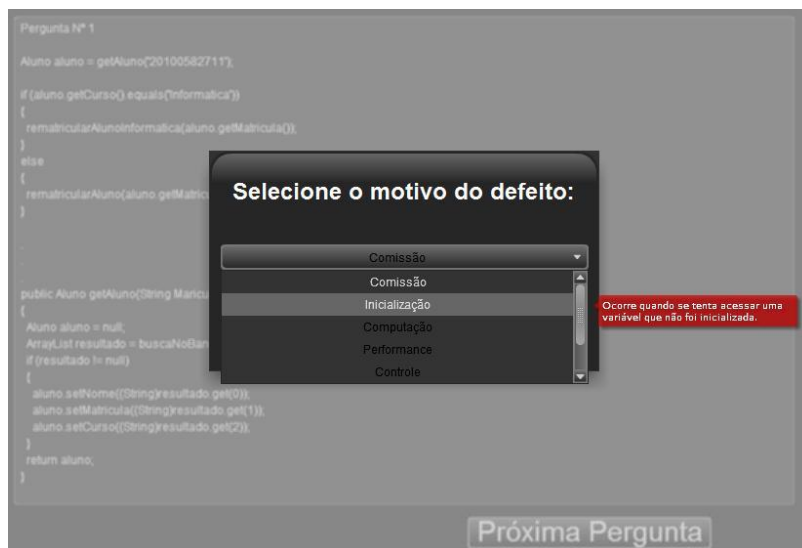 Pergunta Nº 1
Aluno aluno = getAluno('20100582711');
if (aluno.getCurso().equals('Informatica'))
{
rematricularAlunoInformatica(aluno.getMatricula());
}
else
{
rematricularAluno(aluno.getMatric
}
.
.
.
public Aluno getAluno(String
{
Aluno aluno = null;
ArrayList resultado = buscaNoBan
if (resultado != null)
{
aluno.setNome((String)resultado.get(0));
aluno.setMatricula((String)resultado.get(1));
aluno.setCurso((String)resultado.get(2));
}
return aluno;
}
Selecione o motivo do defeito:
Comissão
Comissão
Inicialização
Computação
Performance
Controle
Ocorre quando se tenta acessar uma
variável que não foi inicializada.
Próxima Pergunta